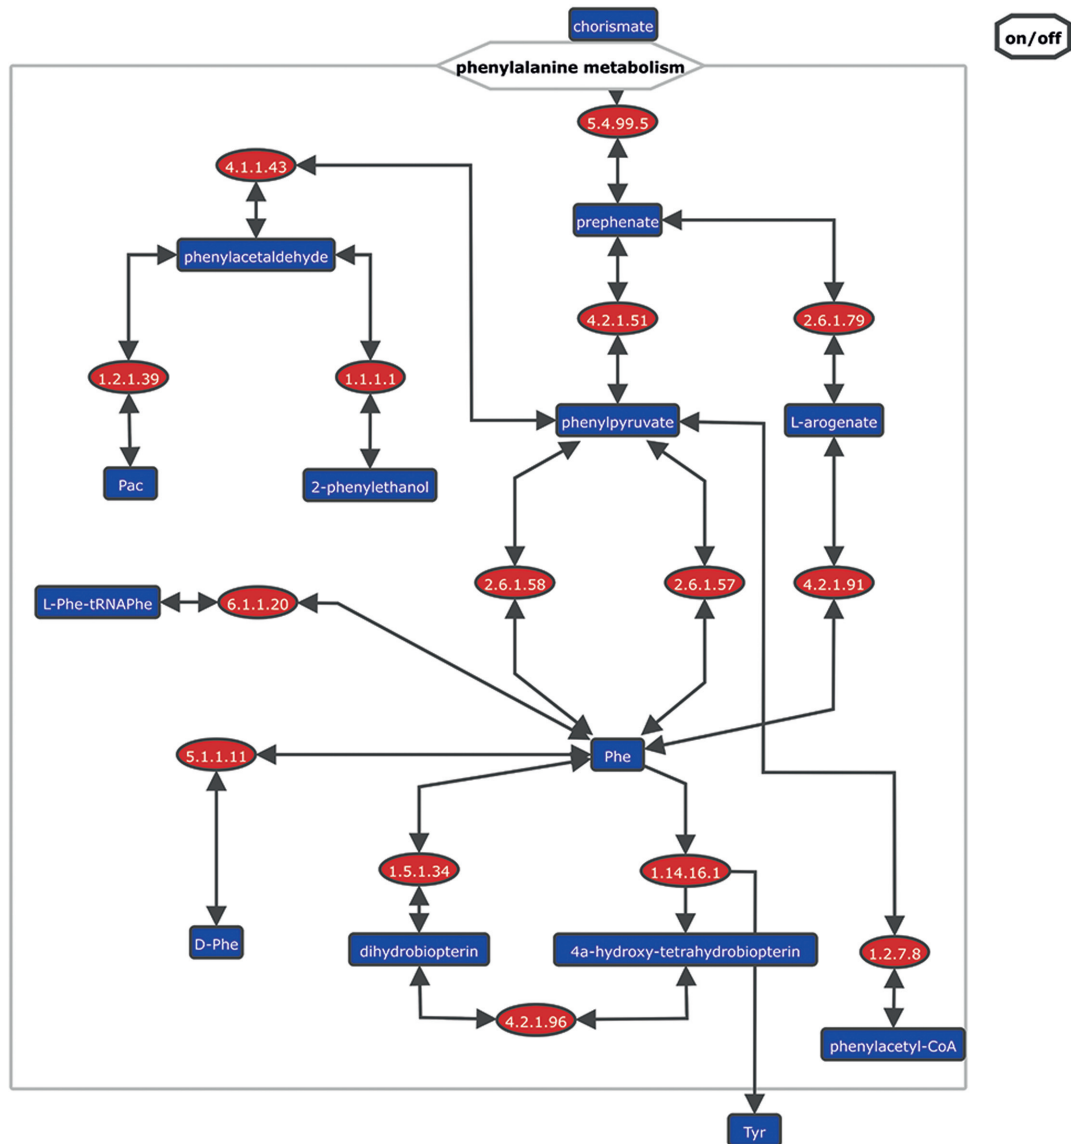 chorismate
on/off
phenylalanine metabolism
5.4.99.5
4.1.1.43
prephenate
phenylacetaldehyde
4.2.1.51
2.6.1.79
1.2.1.39
1.1.1.1
phenylpyruvate
L-arogenate
Pac
2-phenylethanol
2.6.1.58
2.6.1.57
4.2.1.91
L-Phe-tRNAPhe
6.1.1.20
5.1.1.11
Phe
1.5.1.34
1.14.16.1
D-Phe
dihydrobiopterin
4a-hydroxy-tetrahydrobiopterin
1.2.7.8
4.2.1.96
phenylacetyl-CoA
Tyr